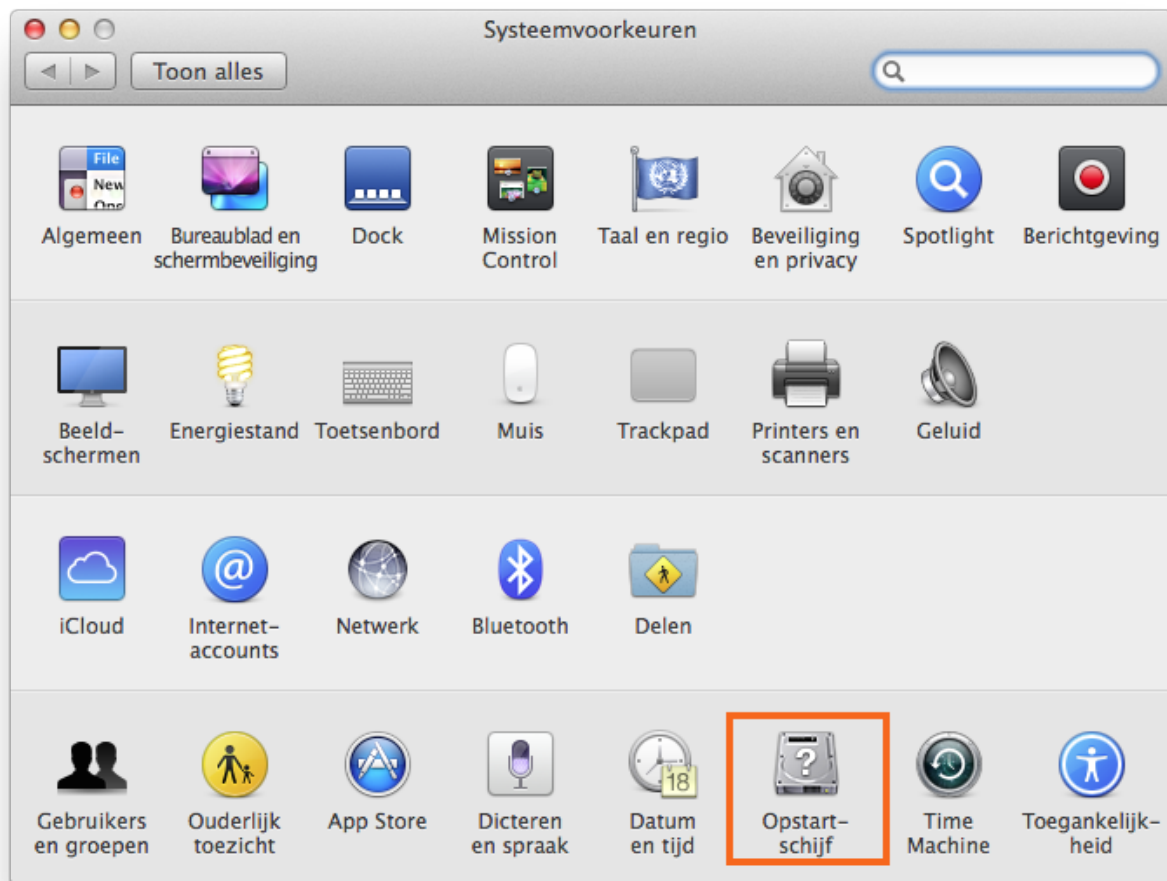 Systeemvoorkeuren
Toon alles
File
New
Ope
Algemeen
Bureaublad en
schermbeveiliging
Dock
Mission
Control
Taal en regio
Beveiliging
en privacy
Spotlight
Berichtgeving
Beeld-
schermen
Energiestand
Toetsenbord
Muis
Trackpad
Printers en
scanners
Geluid
iCloud
@
Internet-
accounts
Netwerk
Bluetooth
Delen
Gebruikers
en groepen
Ouderlijk
toezicht
App Store
Dicteren
en spraak
18
Datum
en tijd
?
Opstart-
schijf
Time
Machine
Toegankelijk-
heid